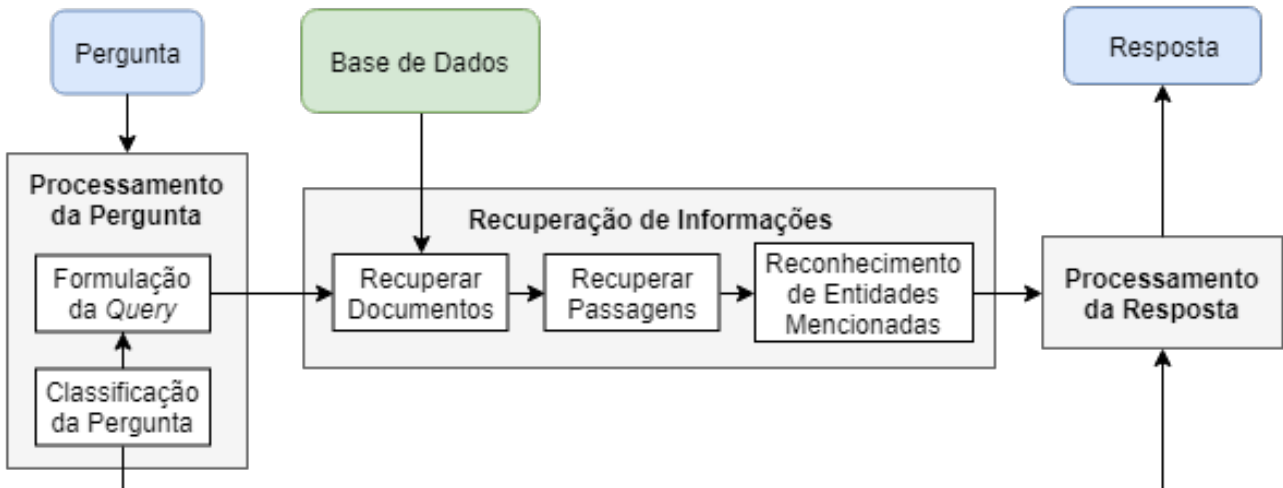 Pergunta
Base de Dados
Resposta
Processamento
da Pergunta
Formulação
da Query
Classificação
da Pergunta
Recuperação de Informações
Recuperar
Documentos
Recuperar
Passagens
Reconhecimento
de Entidades
Mencionadas
Processamento
da Resposta